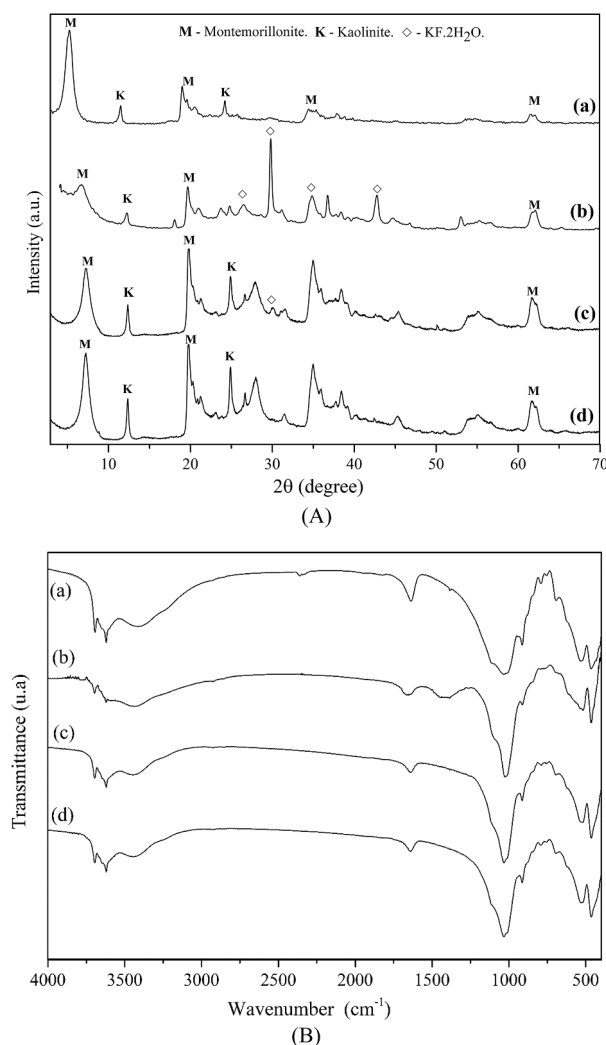 M - Montemorillonite. K - Kaolinite. ◇ - KF.2H₂O.
M
K
M
K
M
M
(a)
M
K
M
◇
◇
◇
◇
M
(b)
M
K
M
K
◇
M
(c)
M
K
M
K
M
(d)
Intensity (a.u.)
10 20 30 40 50 60 70
2θ (degree)
(A)
(a)
(b)
(c)
(d)
Transmittance (u.a)
4000 3500 3000 2500 2000 1500 1000 500
Wavenumber (cm⁻¹)
(B)